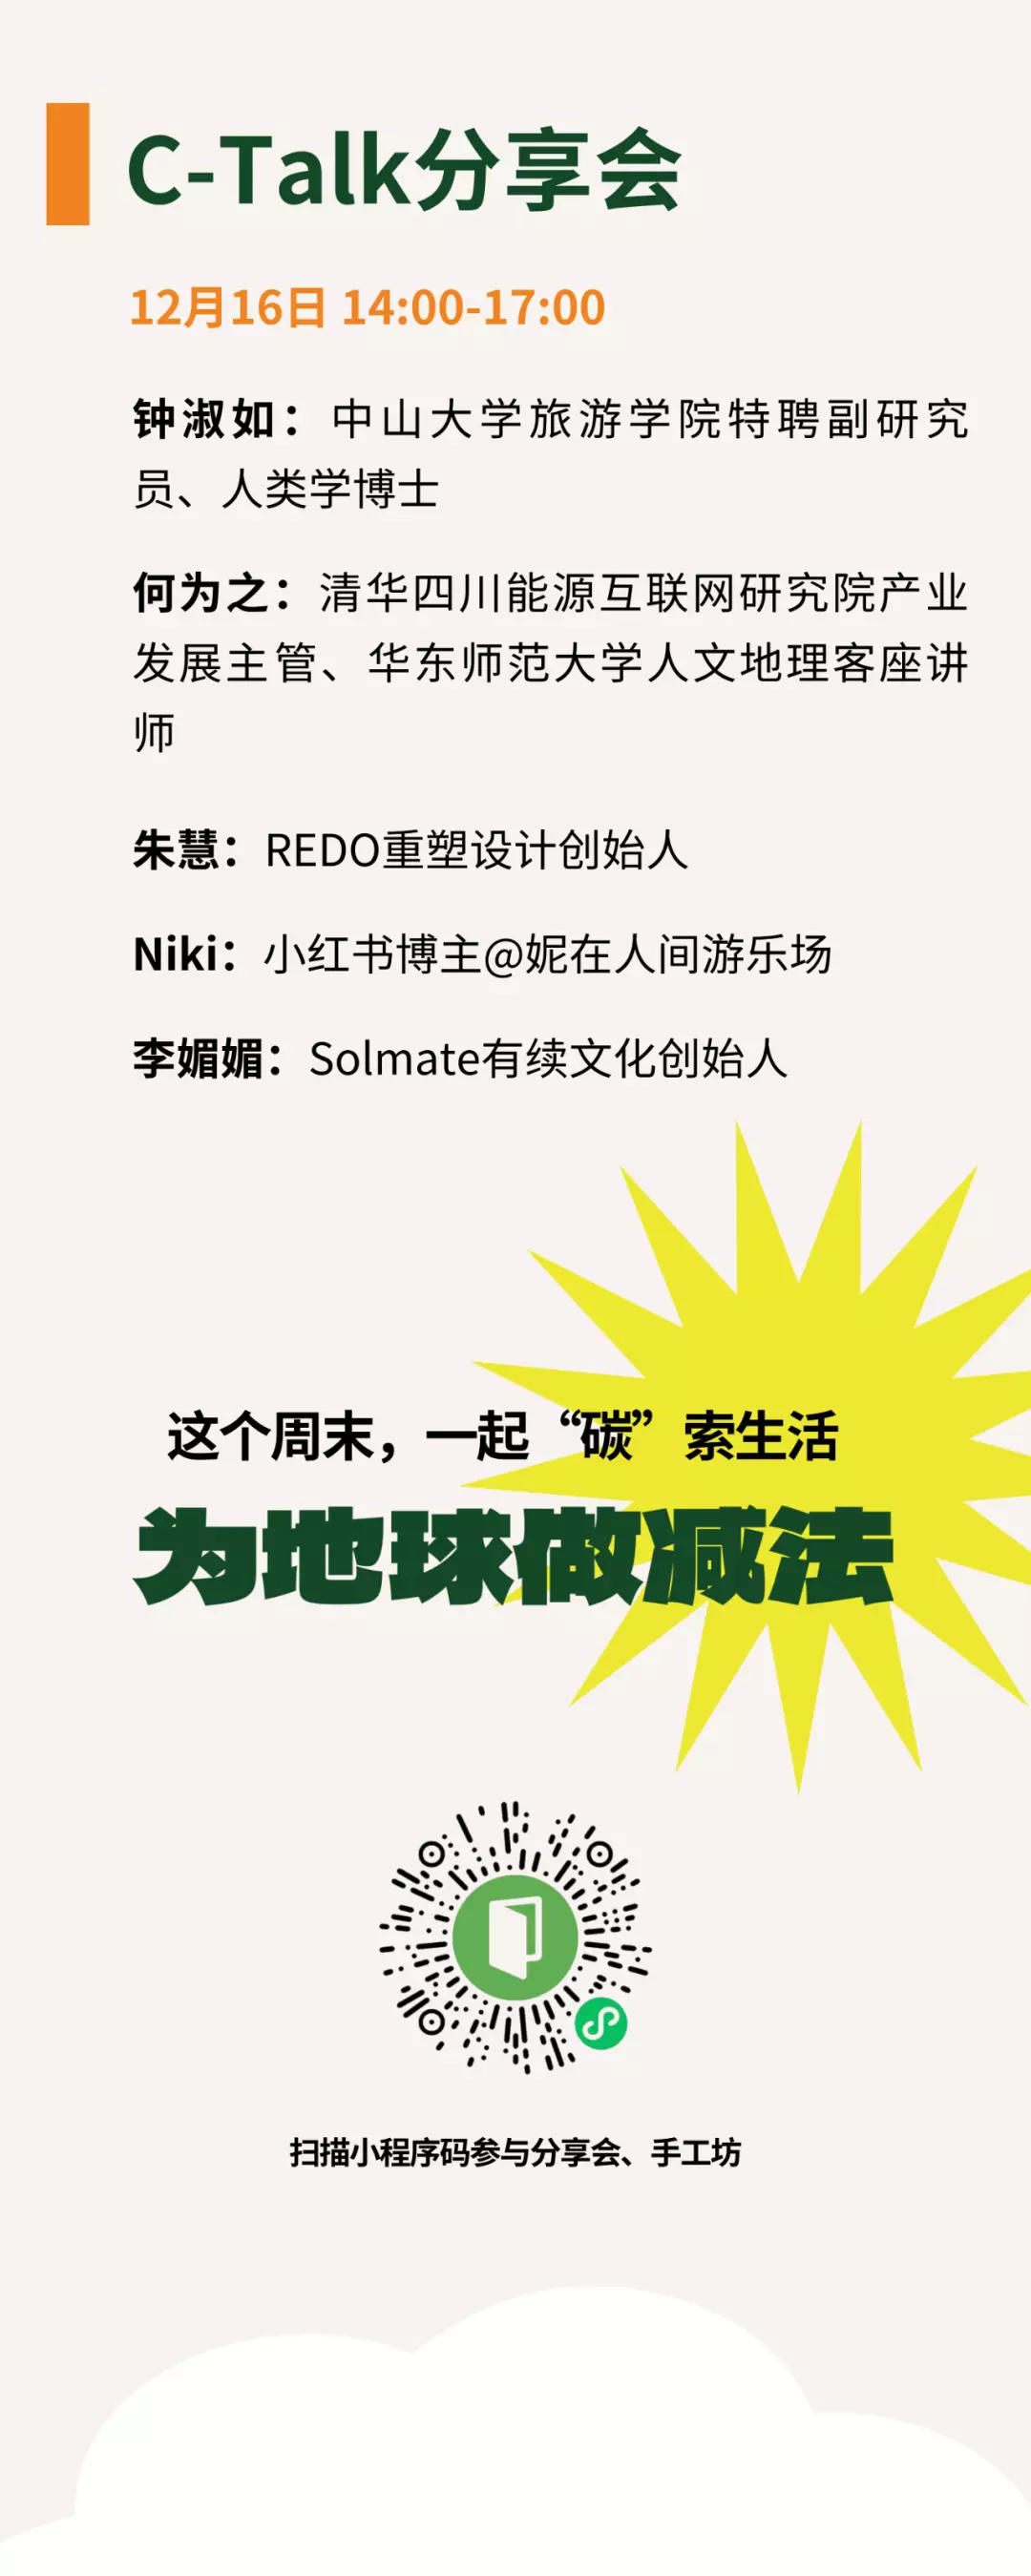 C-Talk分享会
12月16日 14:00-17:00
钟淑如：中山大学旅游学院特聘副研究
员、人类学博士
何为之：清华四川能源互联网研究院产业
发展主管、华东师范大学人文地理客座讲
师
朱慧：REDO重塑设计创始人
Niki：小红书博主@妮在人间游乐场
李媚媚：Solmate有续文化创始人
这个周末，一起“碳”索生活
为地球做减法
扫描小程序码参与分享会、手工坊